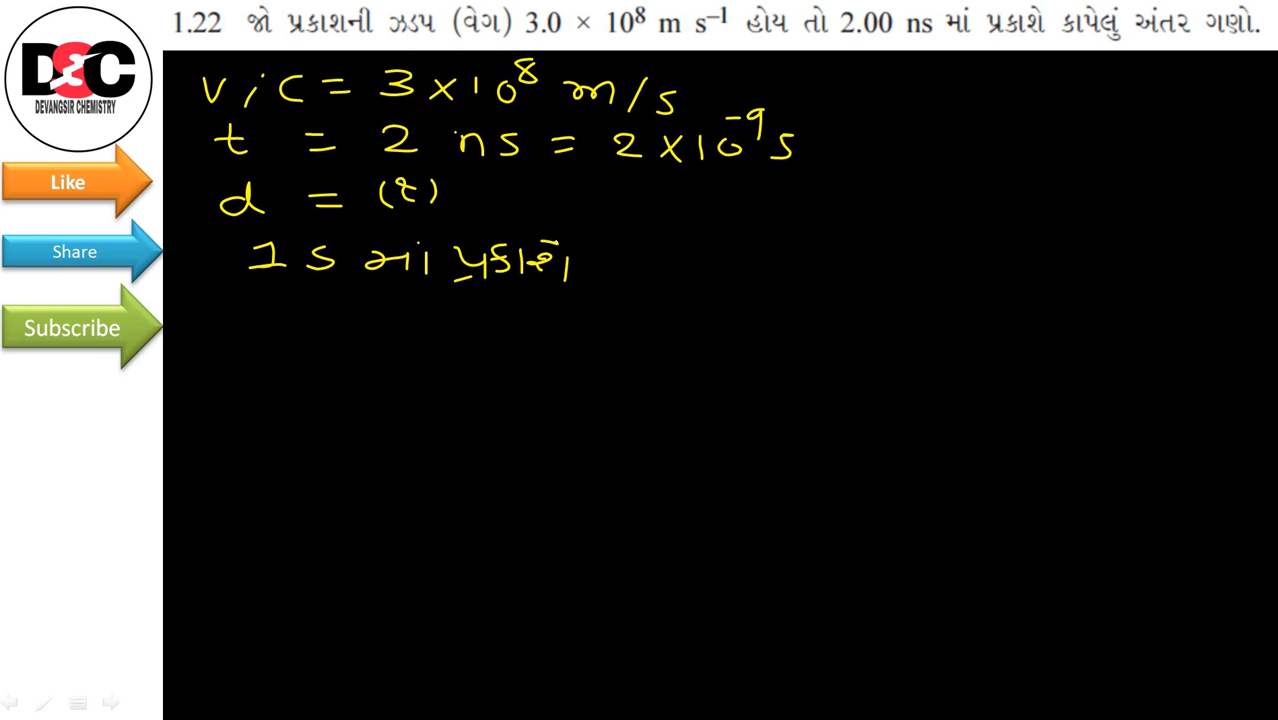 1.22 જો પ્રકાશની ઝડપ (વેગ) 3.0 × 10⁸ m s⁻¹ હોય તો 2.00 ns માં પ્રકાશે કાપેલું અંતર ગણો.
DSC
DEVANGSIR CHEMISTRY
Like
Share
Subscribe
v, c = 3 × 10⁸ m/s
t = 2 ns = 2 × 10⁻⁹ s
d = (?)
1 s માં પ્રકાશે